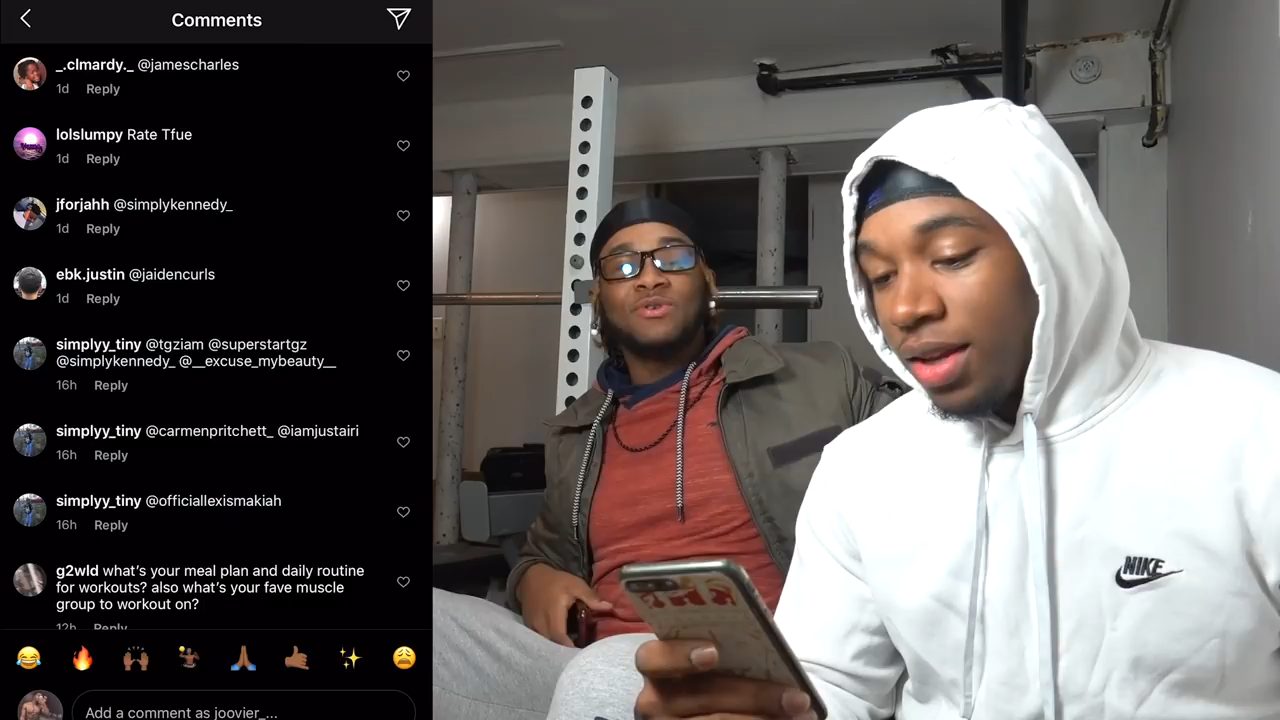 Comments
_.clmardy._ @jamescharles
1d Reply
lolslumpy Rate Tfue
1d Reply
jforjahh @simplykennedy_
1d Reply
ebk.justin @jaidencurls
1d Reply
simplyy_tiny @tgziam @superstartgz
@simplykennedy_ @__excuse_mybeauty__
16h Reply
simplyy_tiny @carmenpritchett_ @iamjustairi
16h Reply
simplyy_tiny @officiallexismakiah
16h Reply
g2wld what's your meal plan and daily routine
for workouts? also what's your fave muscle
group to workout on?
12h Reply
Add a comment as joovier_...
NIKE